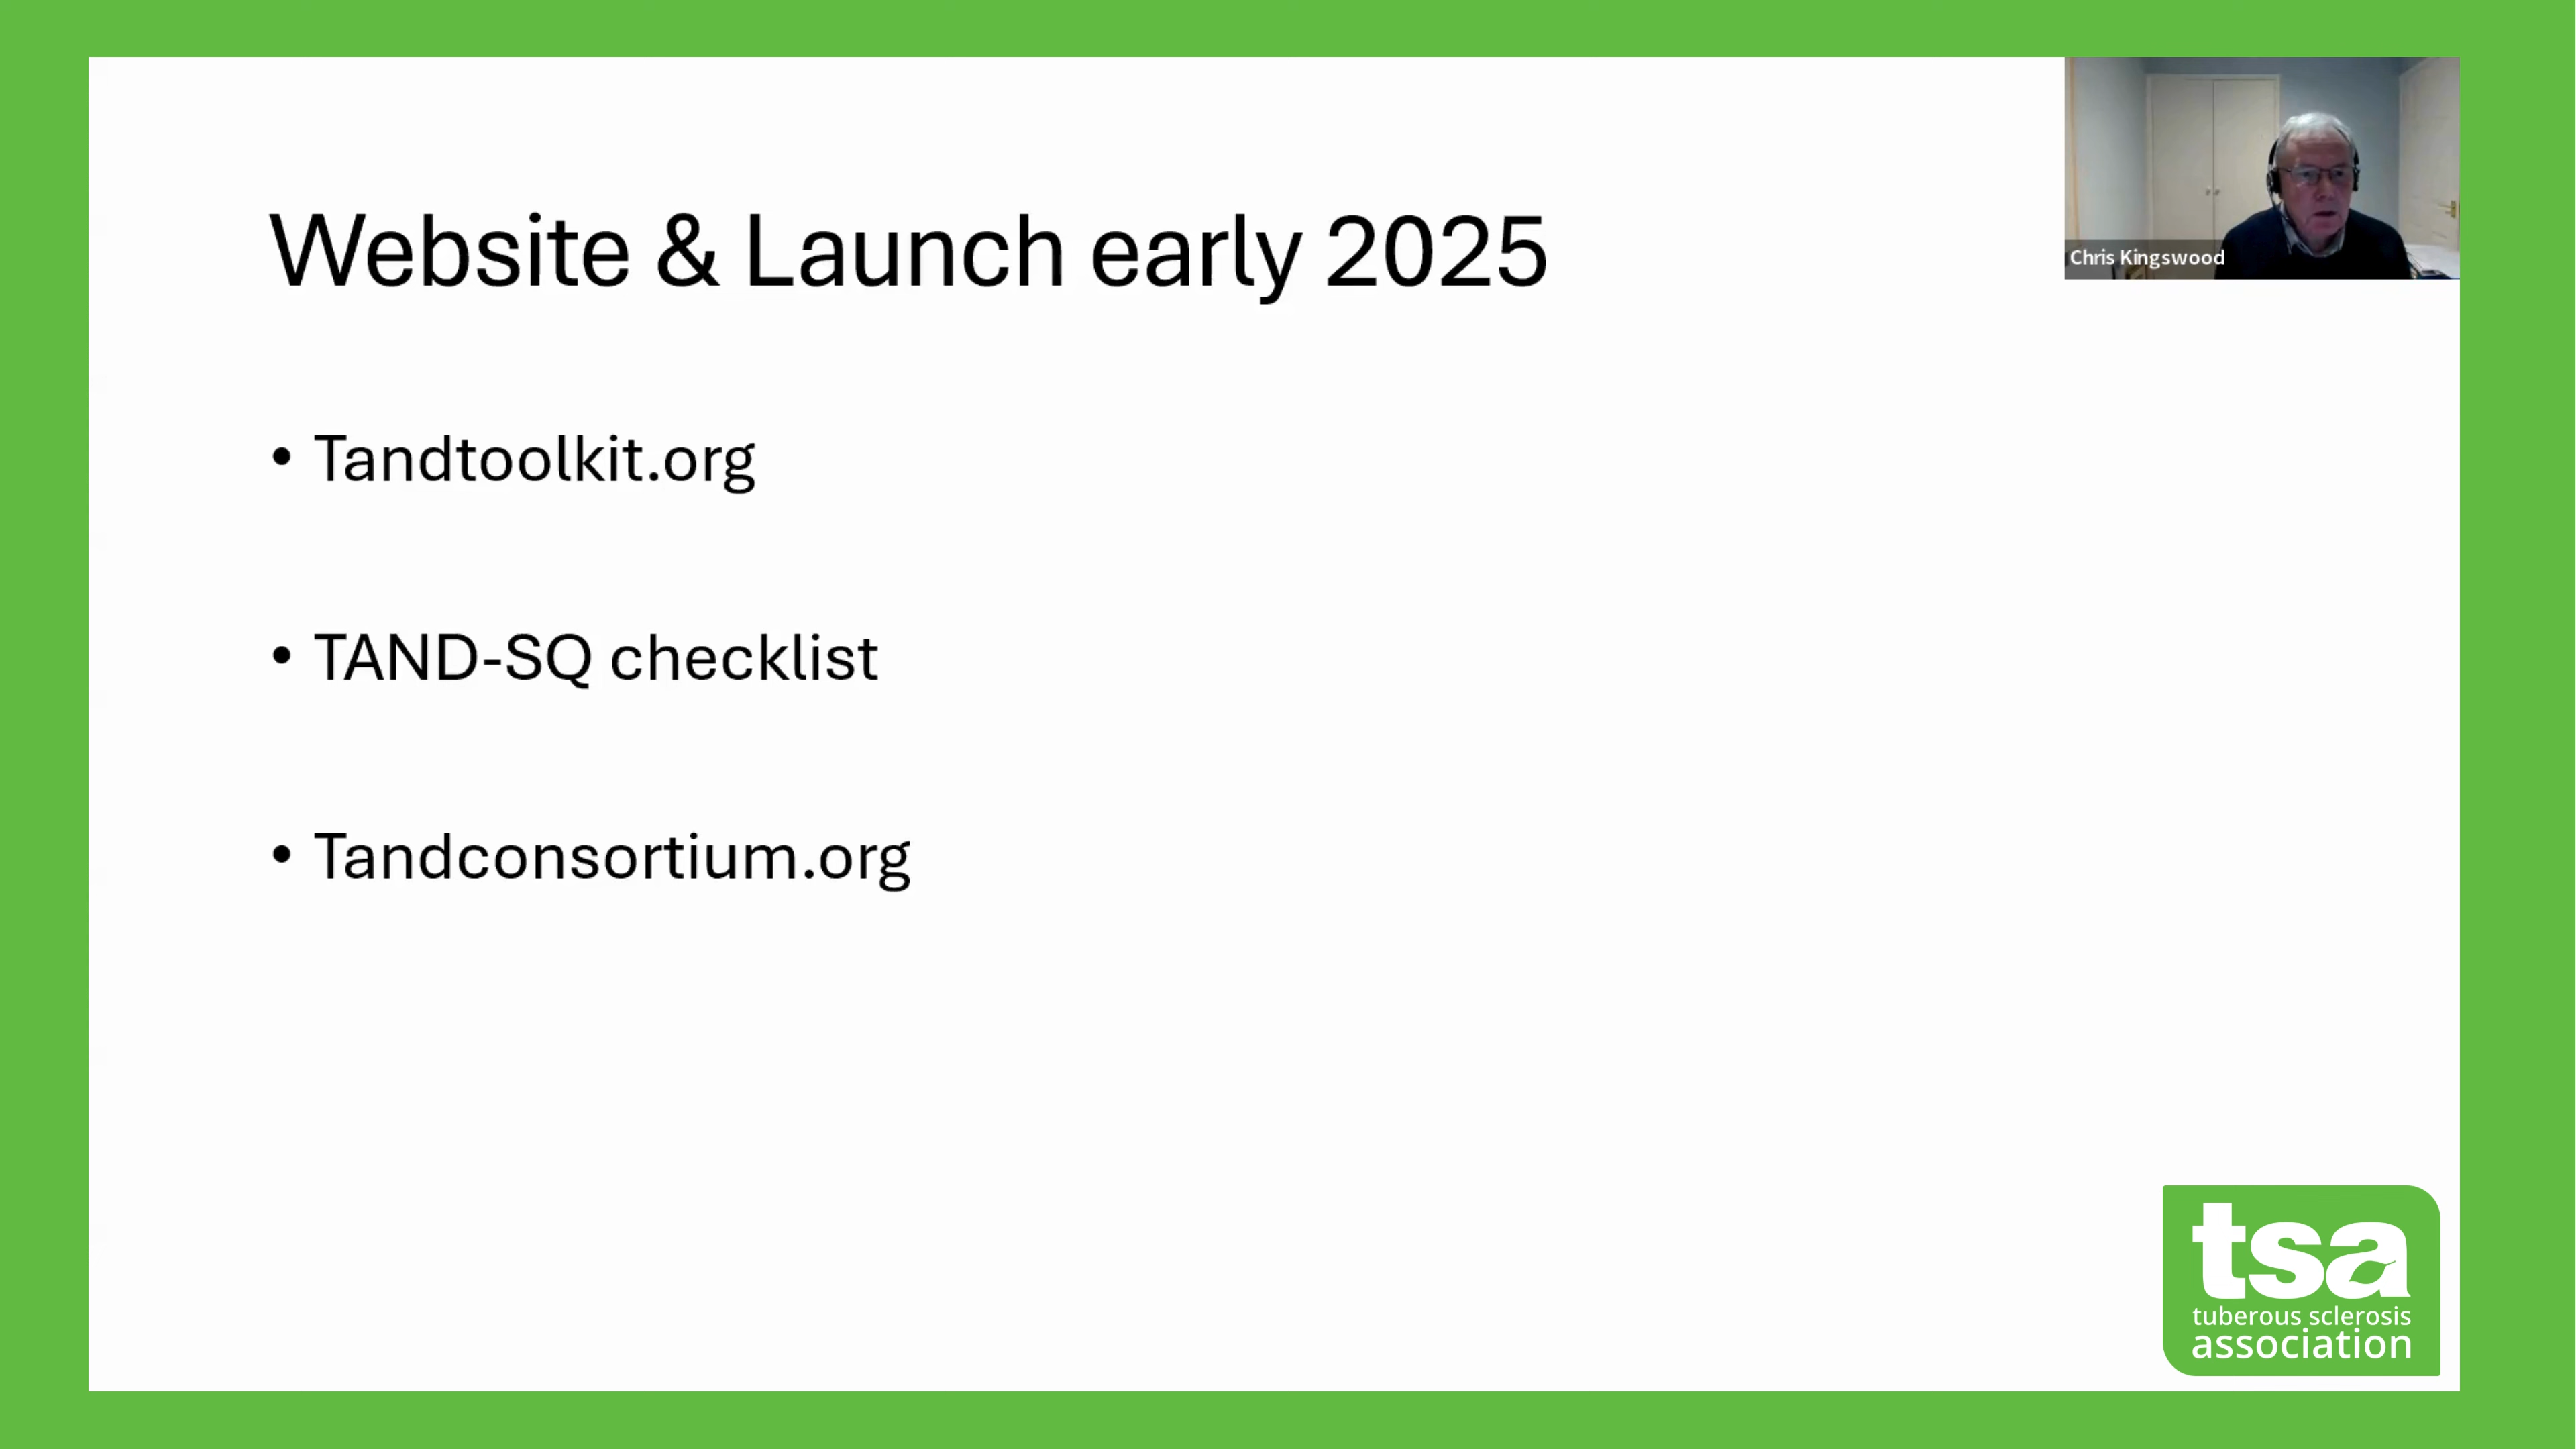 Website & Launch early 2025
• Tandtoolkit.org
• TAND-SQ checklist
• Tandconsortium.org
Chris Kingswood
tsa
tuberous sclerosis
association